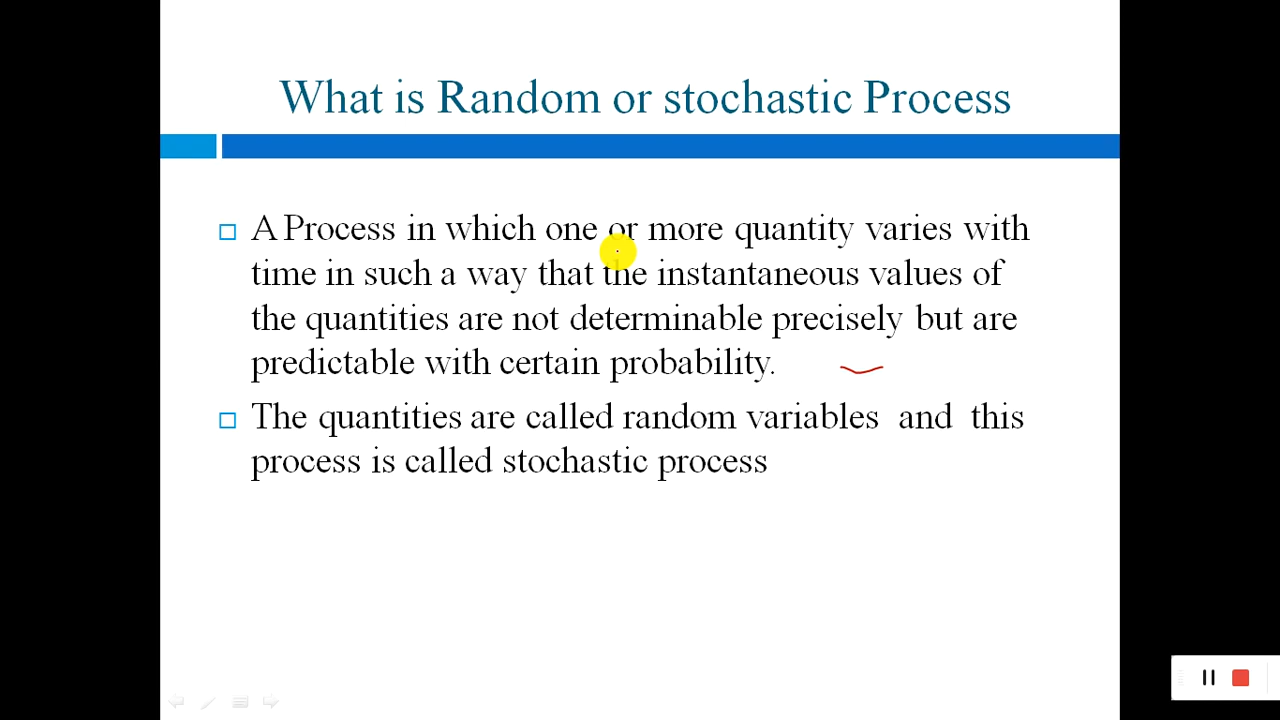 What is Random or stochastic Process
A Process in which one or more quantity varies with
time in such a way that the instantaneous values of
the quantities are not determinable precisely but are
predictable with certain probability.
The quantities are called random variables and this
process is called stochastic process